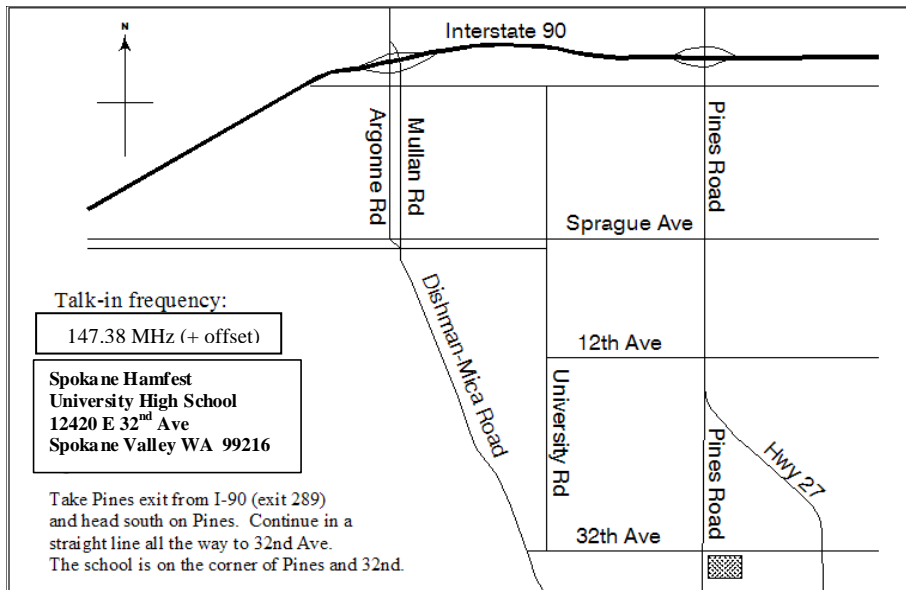 N
Interstate 90
Argonne Rd
Mullan Rd
Pines Road
Sprague Ave
Dishman-Mica Road
Talk-in frequency:
147.38 MHz (+ offset)
12th Ave
Spokane Hamfest
University High School
12420 E 32nd Ave
Spokane Valley WA 99216
University Rd
Pines Road
Hwy 27
Take Pines exit from I-90 (exit 289)
and head south on Pines. Continue in a
straight line all the way to 32nd Ave.
The school is on the corner of Pines and 32nd.
32th Ave